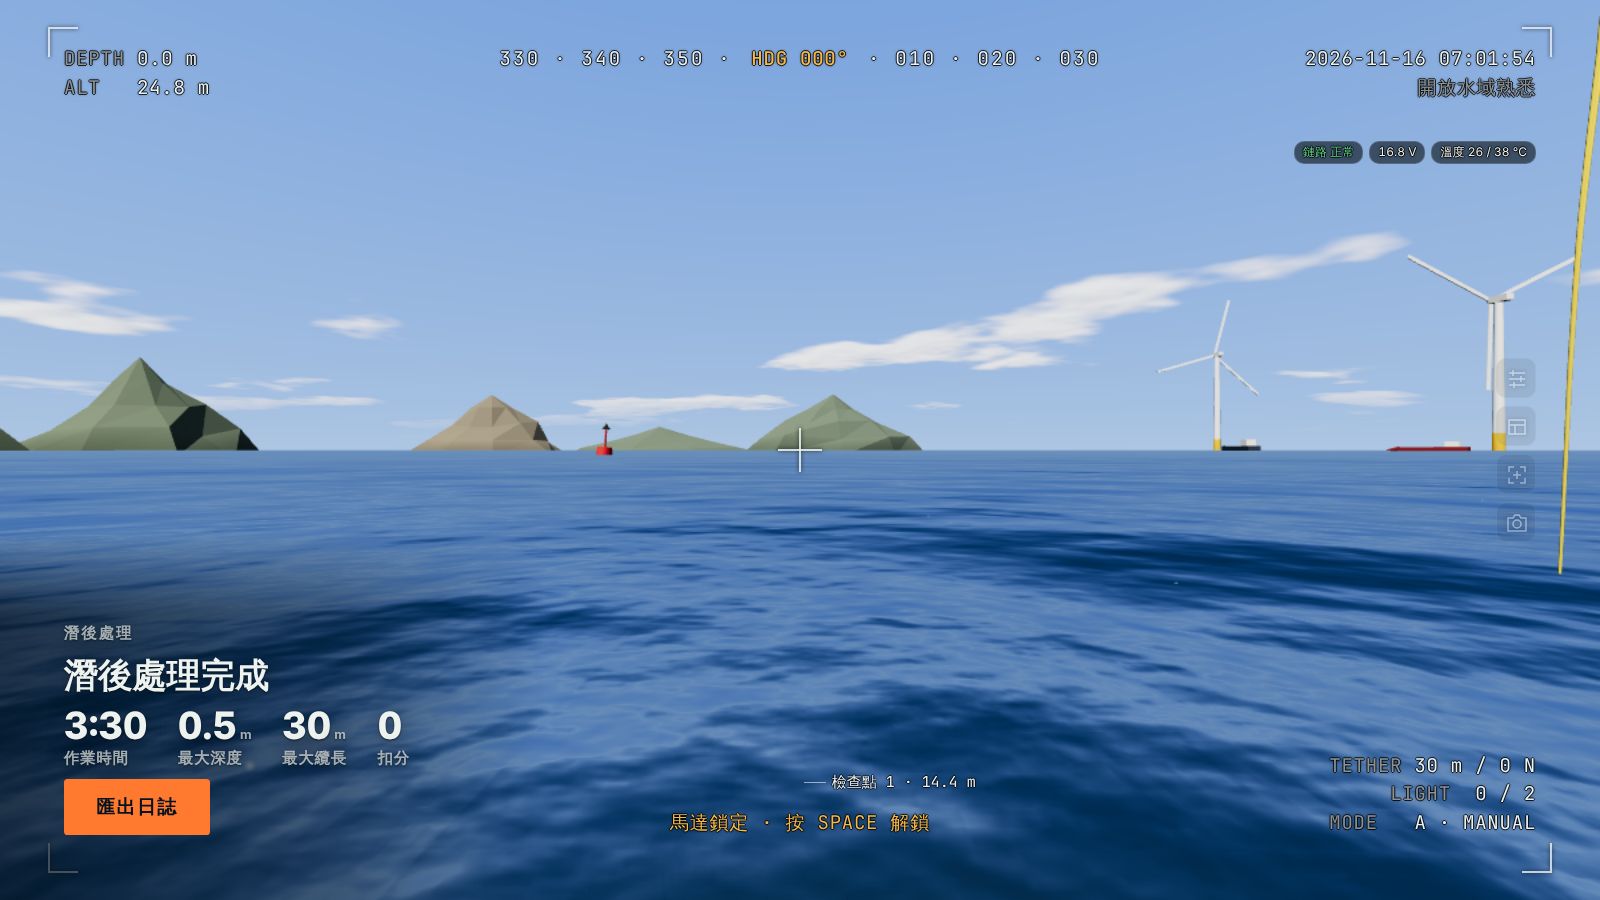 DEPTH 0.0 m
ALT 24.8 m
330 · 340 · 350 · HDG 000° · 010 · 020 · 030
2026-11-16 07:01:54
開放水域熟悉
鏈路 正常 16.8 V 溫度 26 / 38 °C
潛後處理
潛後處理完成
3:30 0.5 m 30 m 0
作業時間 最大深度 最大纜長 扣分
匯出日誌
檢查點 1 · 14.4 m
馬達鎖定 · 按 SPACE 解鎖
TETHER 30 m / 0 N
LIGHT 0 / 2
MODE A · MANUAL